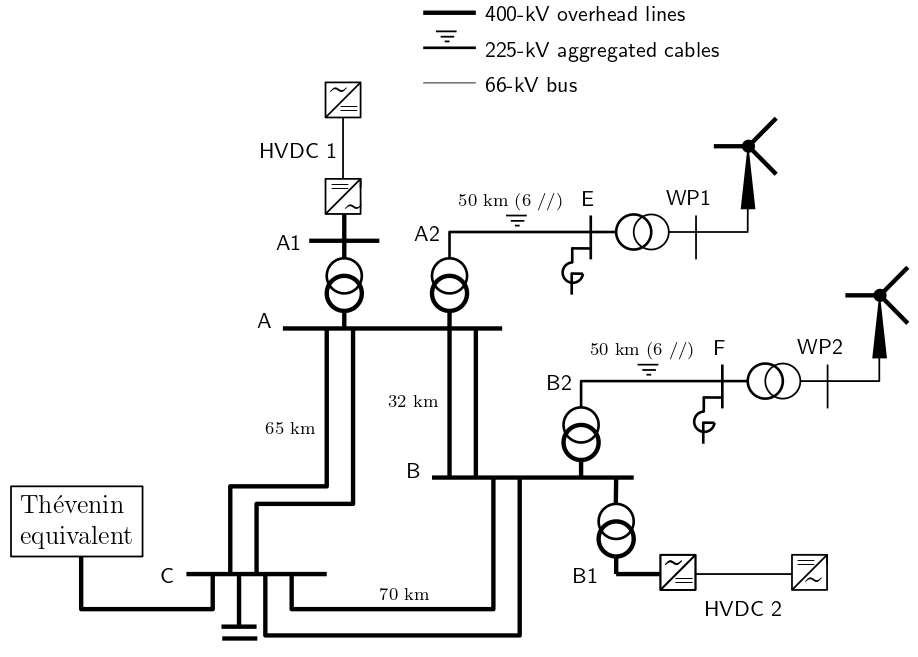 400-kV overhead lines
225-kV aggregated cables
66-kV bus
HVDC 1
A1
A2
50 km (6 //)
E
WP1
A
50 km (6 //)
F
WP2
B2
32 km
65 km
B
Thévenin
equivalent
C
70 km
B1
HVDC 2